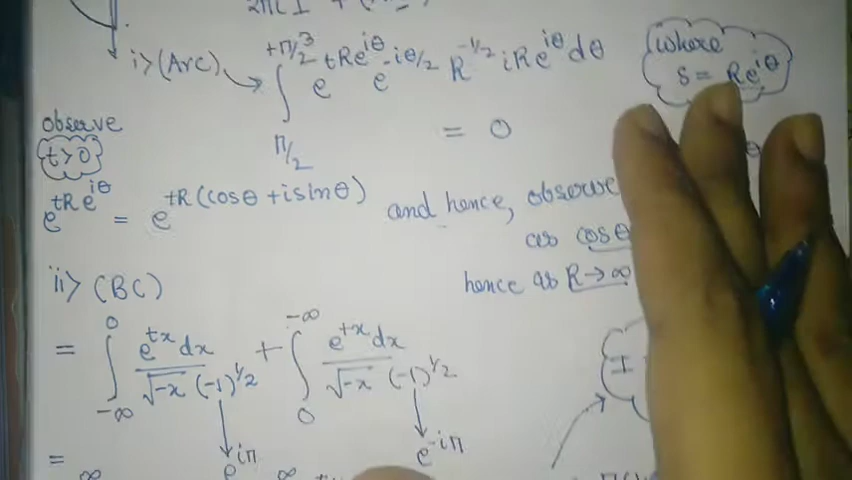 i> (Arc) → ∫_{π/2}^{+π/2³} e^{tRe^{iθ}} e^{-iθ/2} R^{-1/2} iRe^{iθ} dθ
(where s = Re^{iθ})
= 0
observe
t>0
e^{tRe^{iθ}} = e^{tR(cosθ + isinθ)}
and hence, observe
as cosθ
hence as R→∞
ii> (BC)
= ∫_{-∞}^{0} e^{tx}dx / √-x (-1)^{1/2} + ∫_{0}^{-∞} e^{tx}dx / √-x (-1)^{1/2}
I
e^{iπ} e^{-iπ}
=